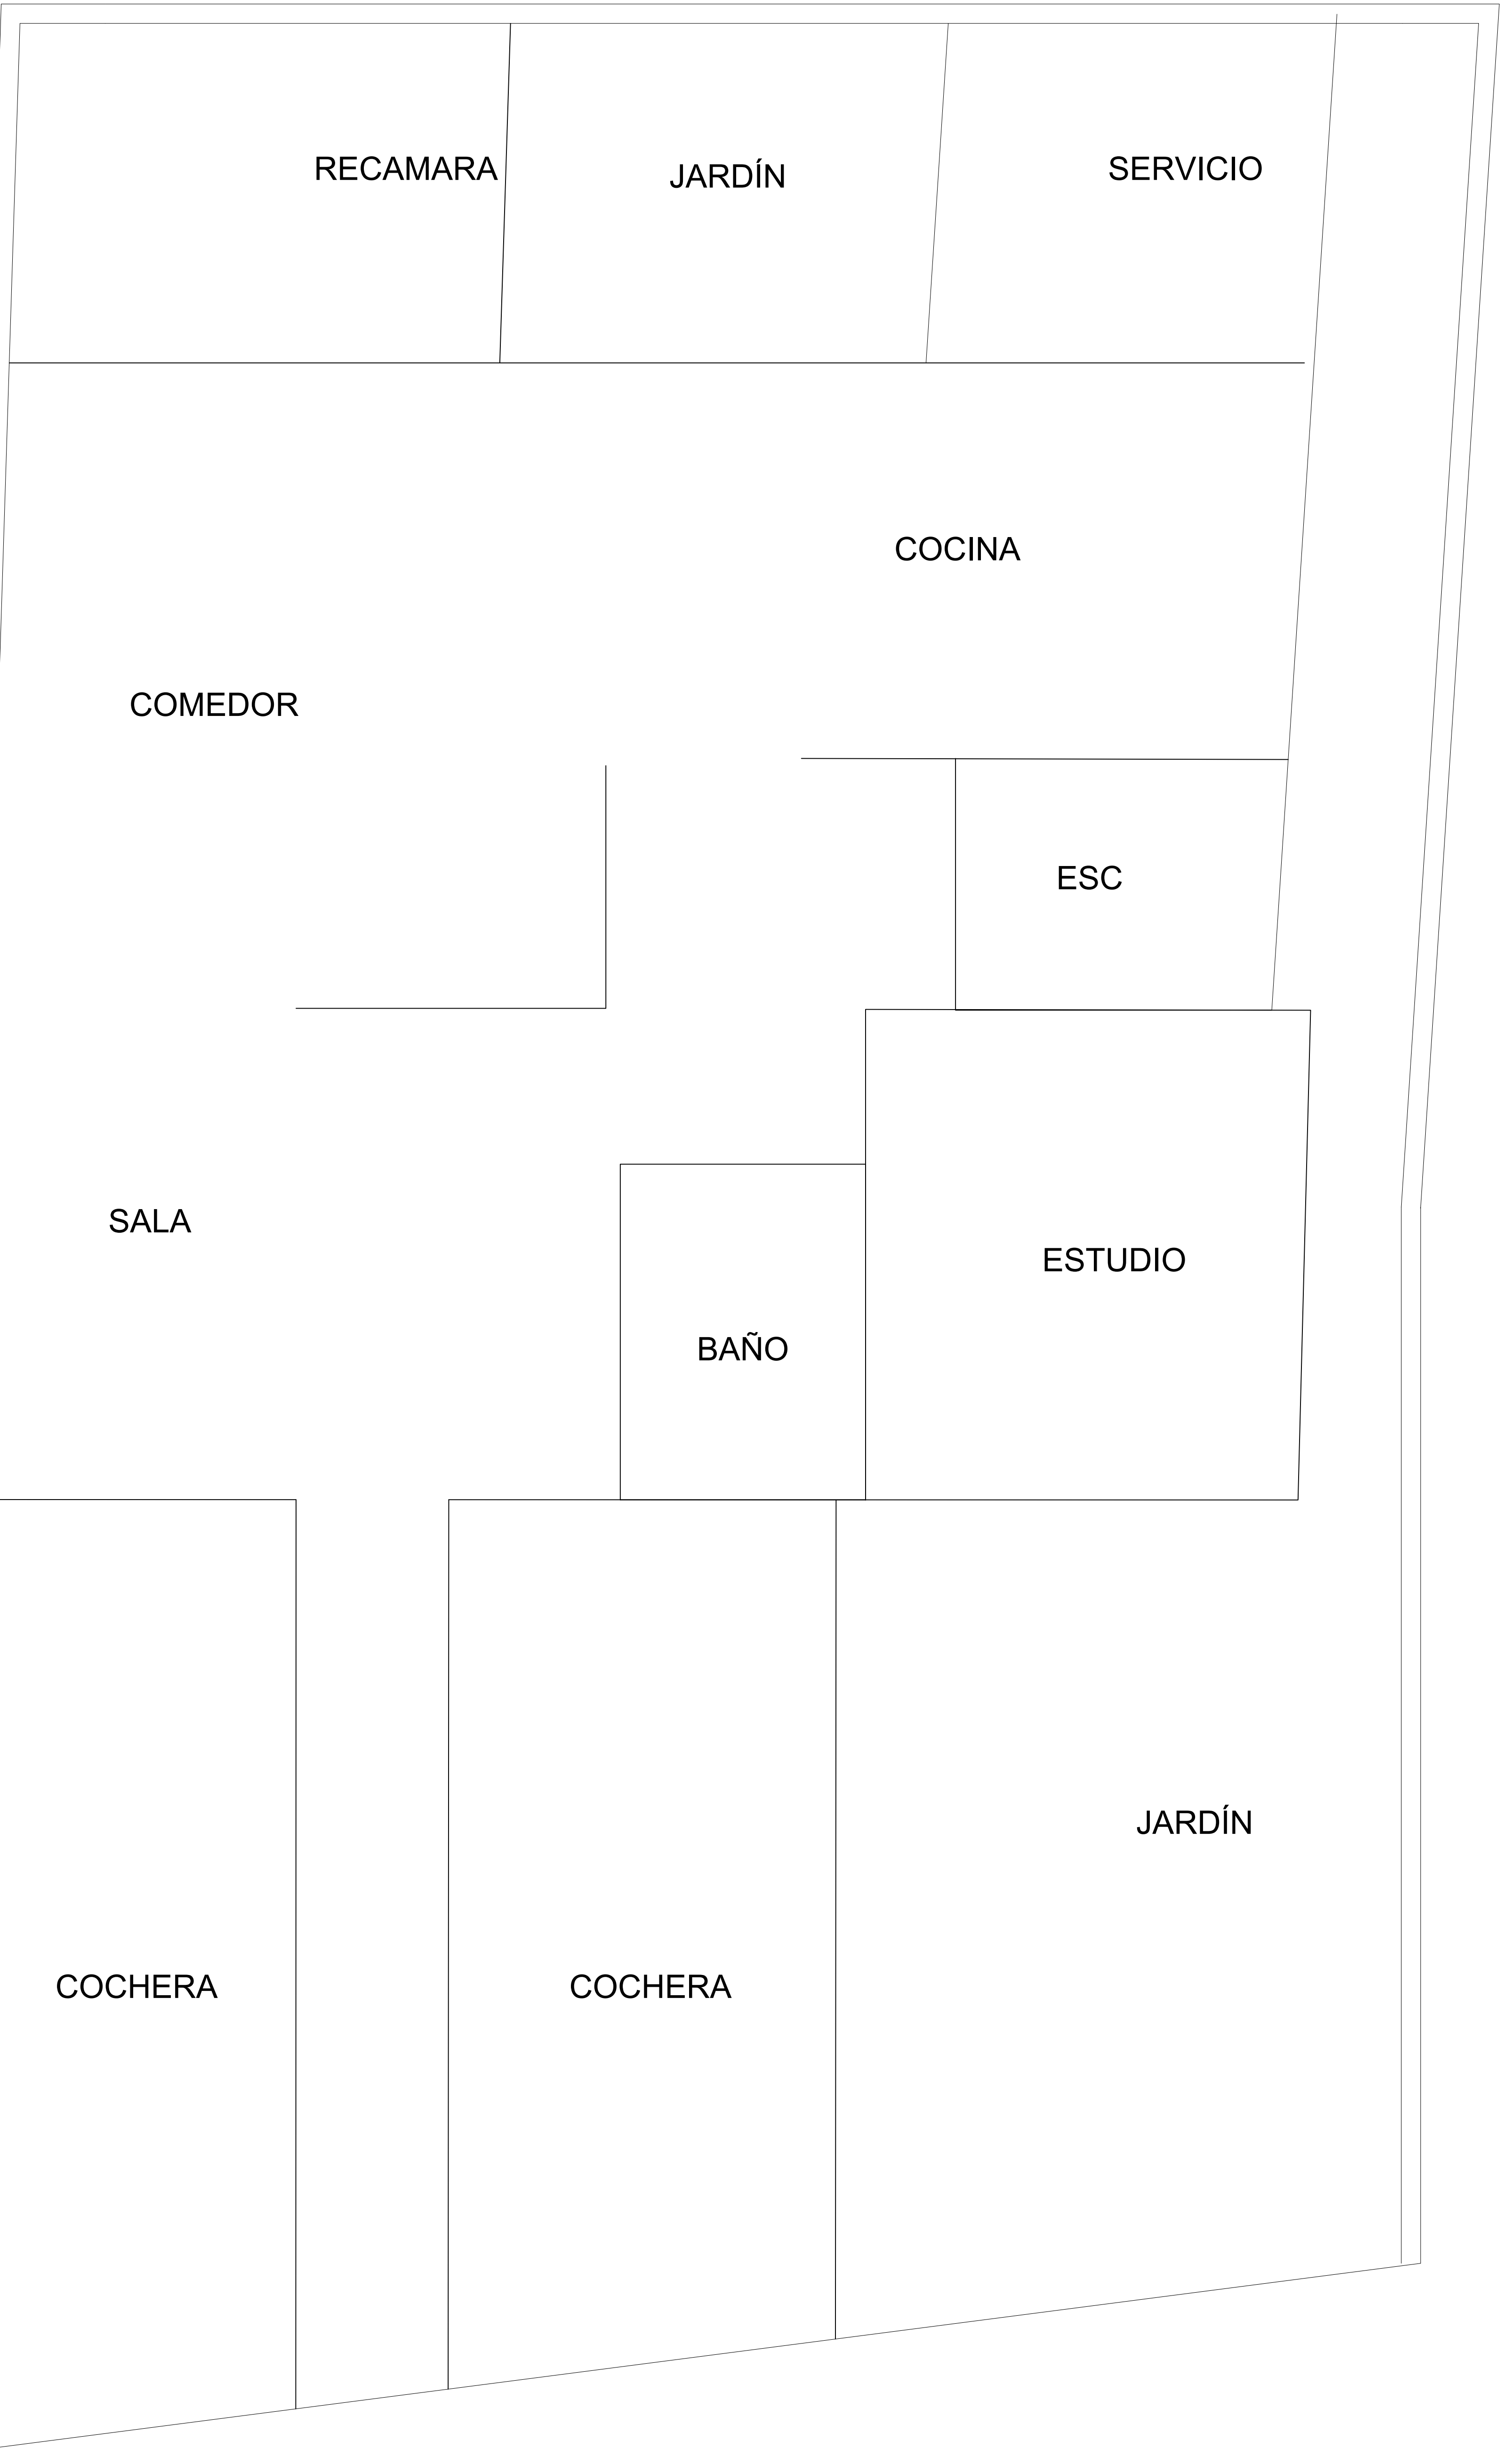 RECAMARA
JARDÍN
SERVICIO
COCINA
COMEDOR
ESC
SALA
ESTUDIO
BAÑO
JARDÍN
COCHERA
COCHERA